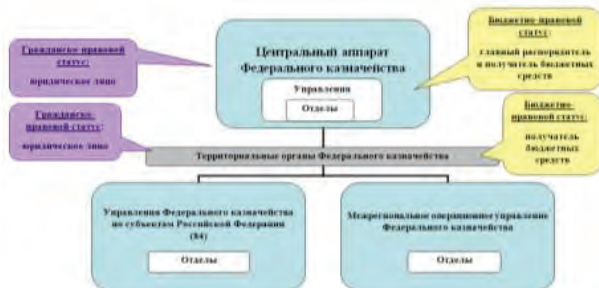 Гражданско-правовой
статус:
юридическое лицо
Центральный аппарат
Федерального казначейства
Управления
Отделы
Бюджетно-правовой
статус:
главный распорядитель
и получатель бюджетных
средств
Гражданско-
правовой статус:
юридическое лицо
Бюджетно-
правовой статус:
получатель
бюджетных
средств
Территориальные органы Федерального казначейства
Управления Федерального казначейства
по субъектам Российской Федерации
(84)
Отделы
Межрегиональное операционное управление
Федерального казначейства
Отделы